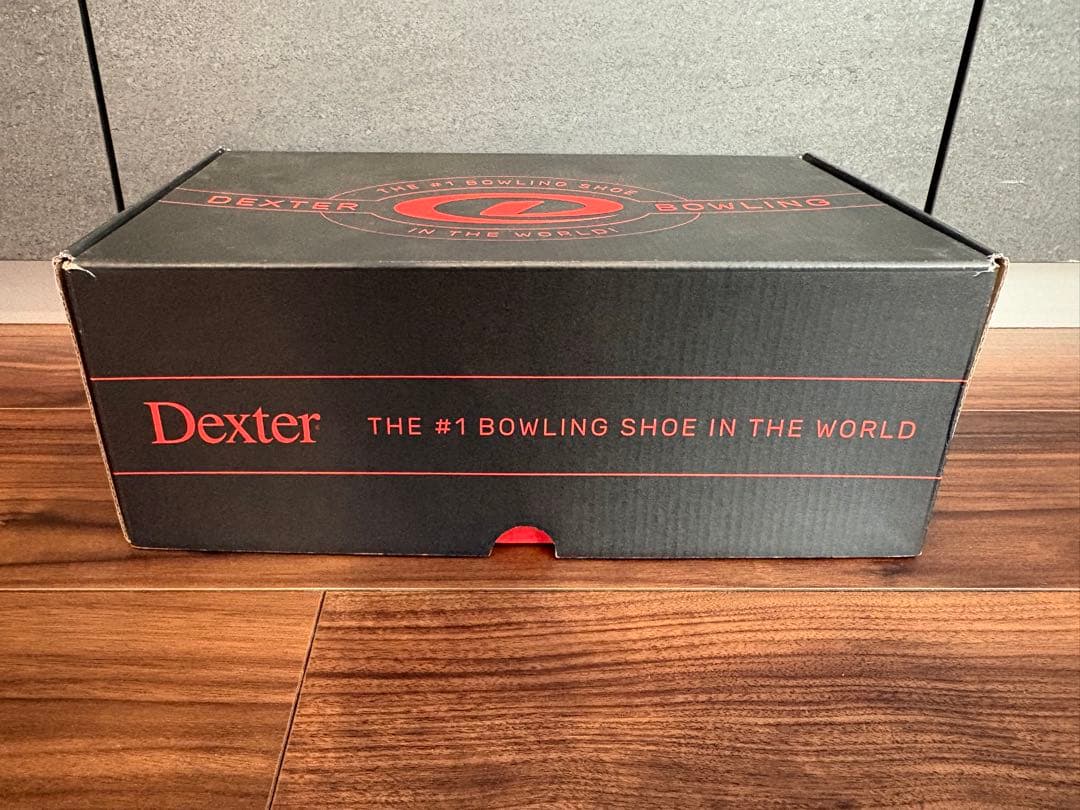 THE #1 BOWLING SHOE
DEXTER BOWLING
IN THE WORLD!
Dexter THE #1 BOWLING SHOE IN THE WORLD